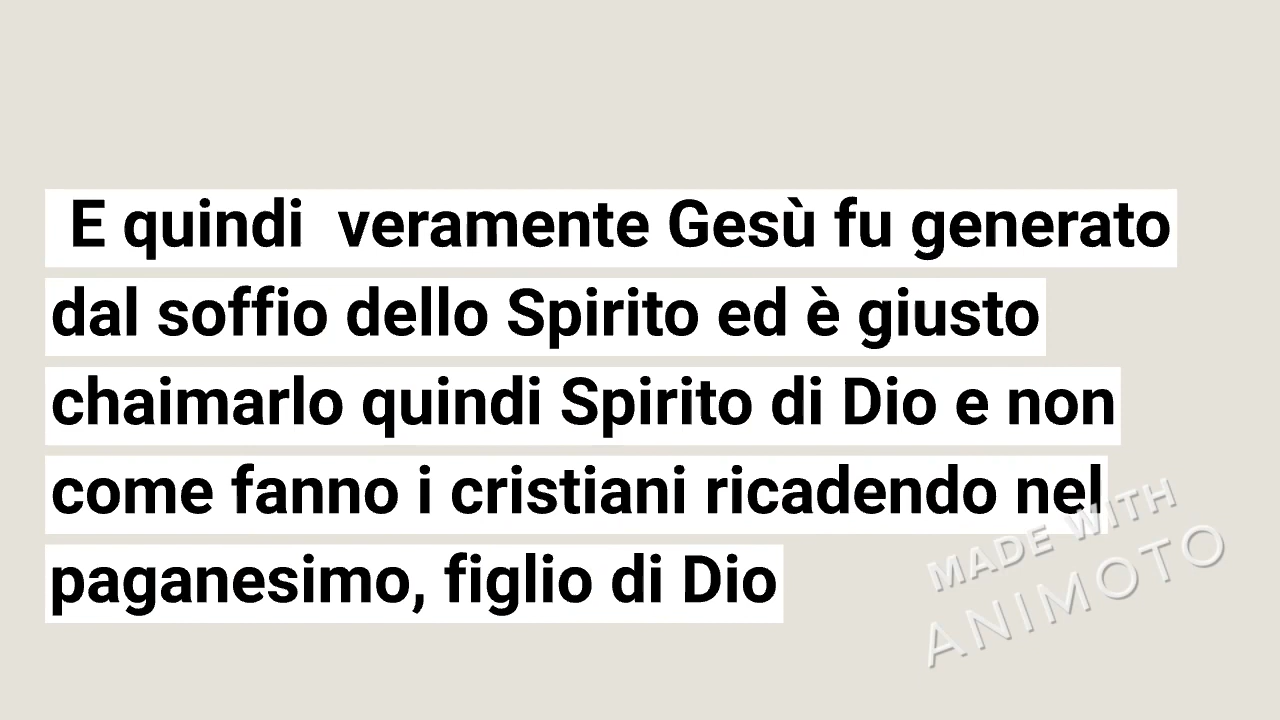 E quindi  veramente Gesù fu generato
dal soffio dello Spirito ed è giusto
chaimarlo quindi Spirito di Dio e non
come fanno i cristiani ricadendo nel
paganesimo, figlio di Dio
MADE WITH
ANIMOTO